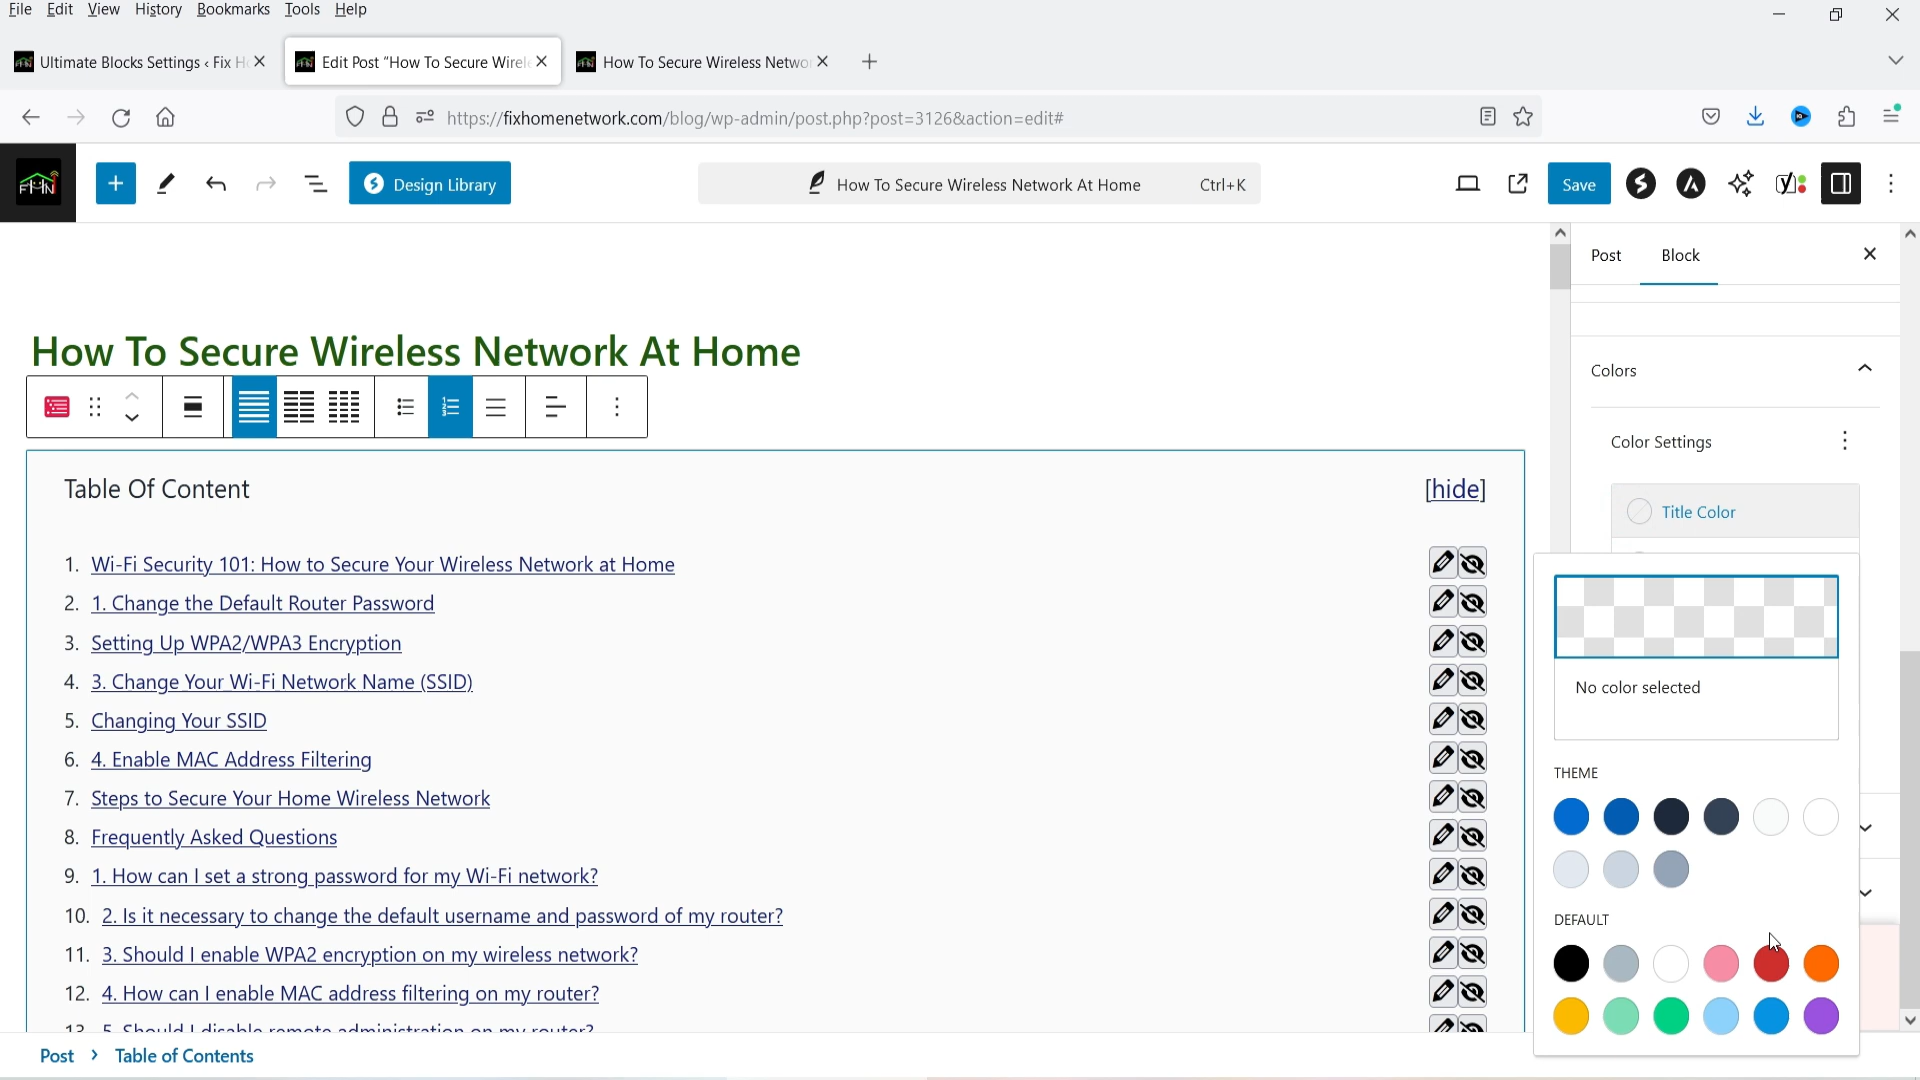 File Edit View History Bookmarks Tools Help
Ultimate Blocks Settings ‹ Fix H
Edit Post “How To Secure Wirel
How To Secure Wireless Netwo
https://fixhomenetwork.com/blog/wp-admin/post.php?post=3126&action=edit#
Design Library
How To Secure Wireless Network At Home Ctrl+K
Save
Post Block
How To Secure Wireless Network At Home
Colors
Color Settings
Title Color
Table Of Content [hide]
1. Wi-Fi Security 101: How to Secure Your Wireless Network at Home
2. 1. Change the Default Router Password
3. Setting Up WPA2/WPA3 Encryption
4. 3. Change Your Wi-Fi Network Name (SSID)
5. Changing Your SSID
6. 4. Enable MAC Address Filtering
7. Steps to Secure Your Home Wireless Network
8. Frequently Asked Questions
9. 1. How can I set a strong password for my Wi-Fi network?
10. 2. Is it necessary to change the default username and password of my router?
11. 3. Should I enable WPA2 encryption on my wireless network?
12. 4. How can I enable MAC address filtering on my router?
13. 5. Should I disable remote administration on my router?
No color selected
THEME
DEFAULT
Post › Table of Contents